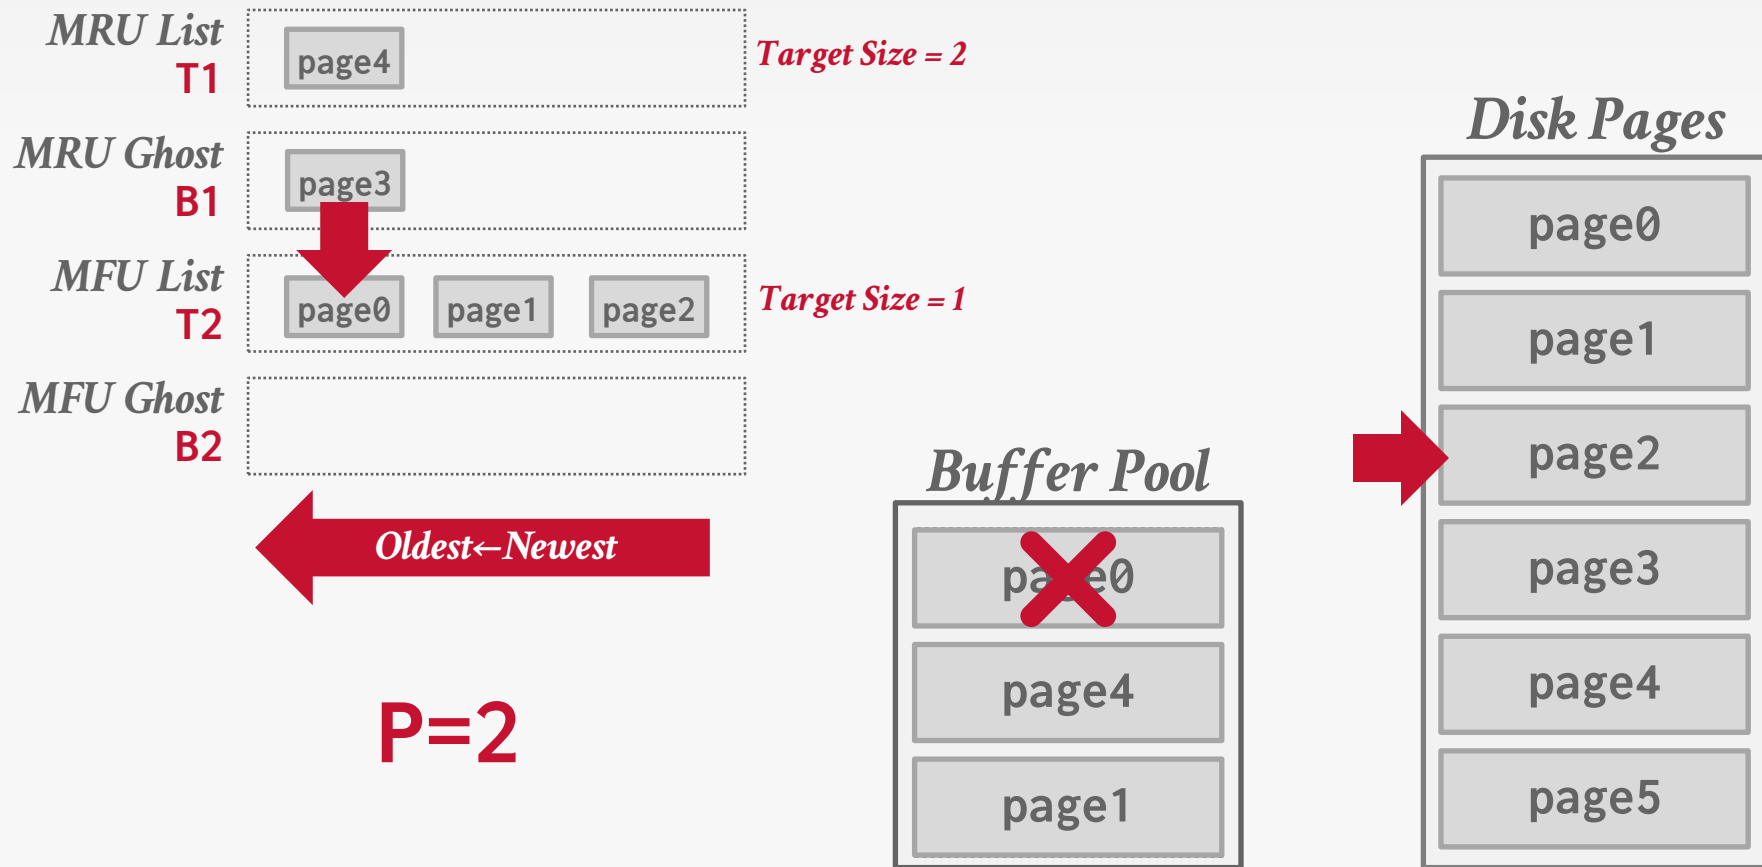 MRU List
T1
page4
Target Size = 2
MRU Ghost
B1
page3
MFU List
T2
page0 page1 page2
Target Size = 1
MFU Ghost
B2
Oldest←Newest
P=2
Buffer Pool
page0
page4
page1
Disk Pages
page0
page1
page2
page3
page4
page5